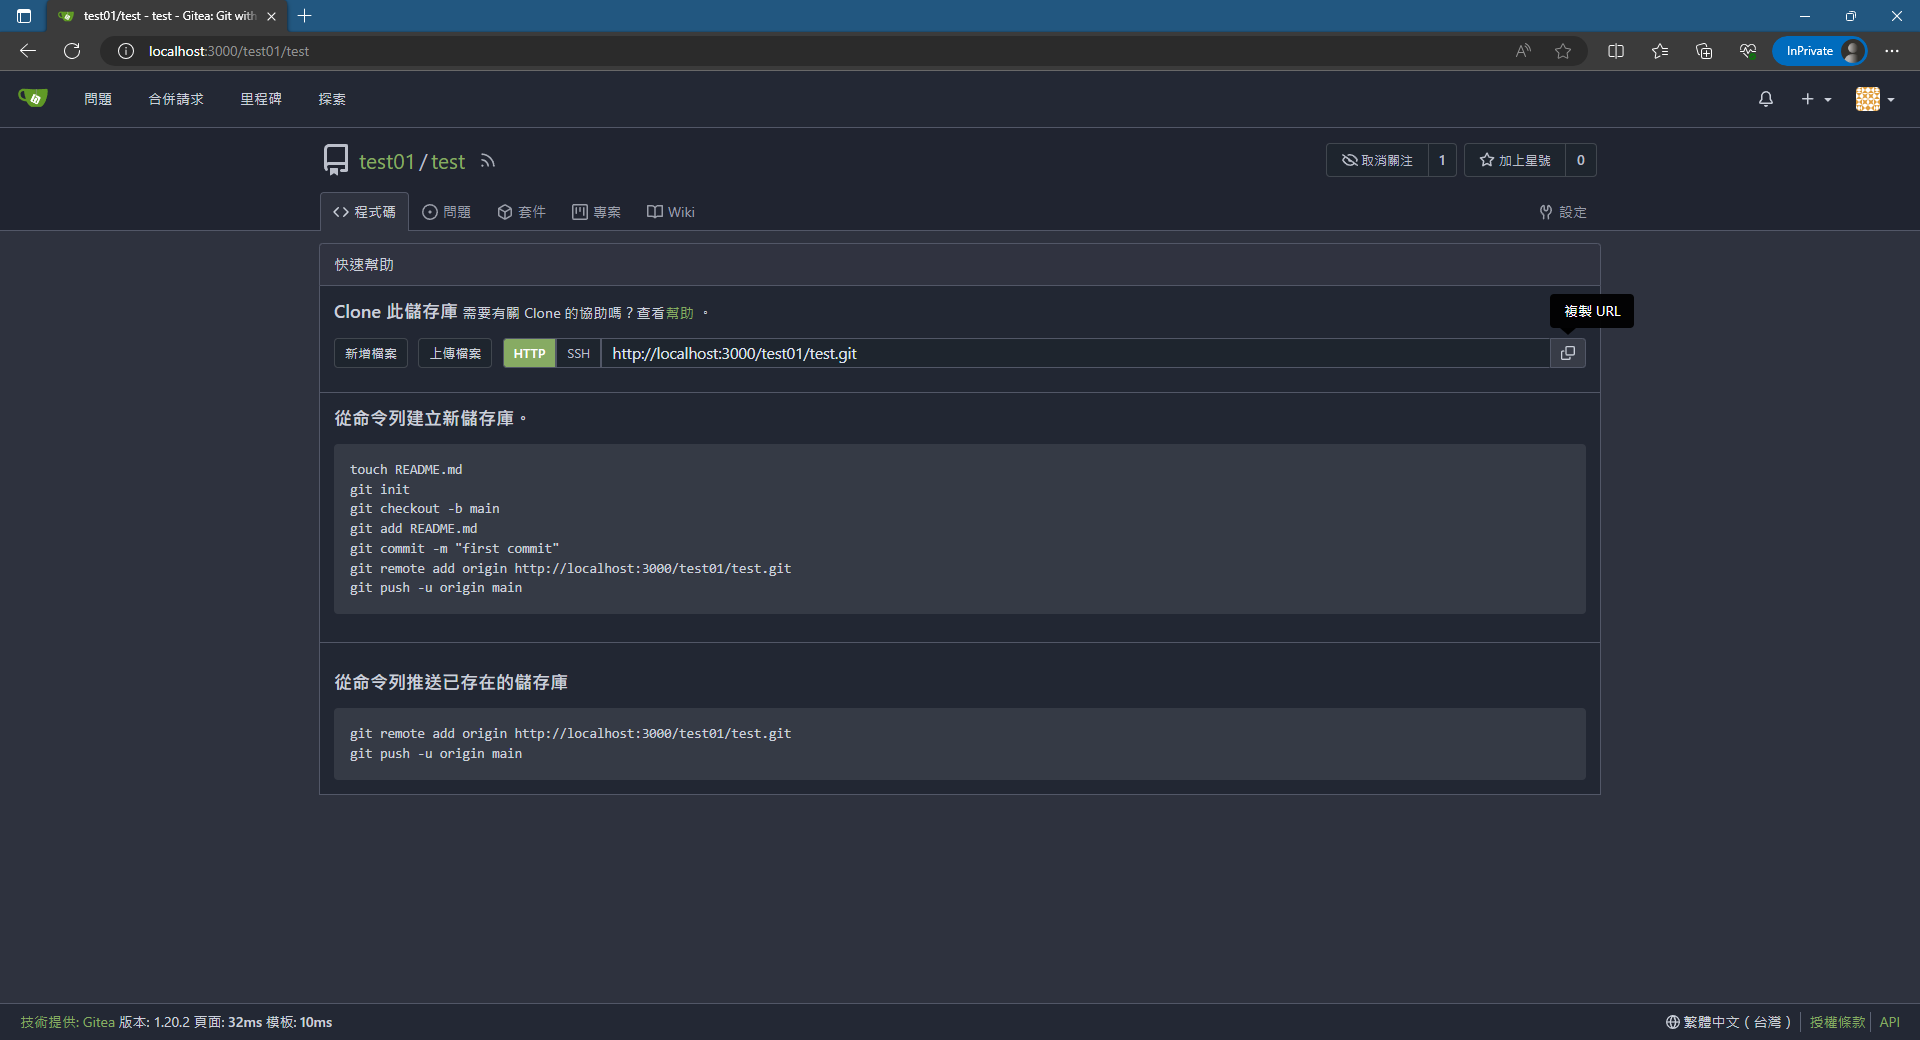 test01/test - test - Gitea: Git with
localhost:3000/test01/test
InPrivate
問題 合併請求 里程碑 探索
test01/test
取消關注 1 加上星號 0
程式碼 問題 套件 專案 Wiki 設定
快速幫助
Clone 此儲存庫 需要有關 Clone 的協助嗎？查看幫助 。
複製 URL
新增檔案 上傳檔案 HTTP SSH http://localhost:3000/test01/test.git
從命令列建立新儲存庫。
touch README.md
git init
git checkout -b main
git add README.md
git commit -m "first commit"
git remote add origin http://localhost:3000/test01/test.git
git push -u origin main
從命令列推送已存在的儲存庫
git remote add origin http://localhost:3000/test01/test.git
git push -u origin main
技術提供: Gitea 版本: 1.20.2 頁面: 32ms 模板: 10ms
繁體中文（台灣） 授權條款 API